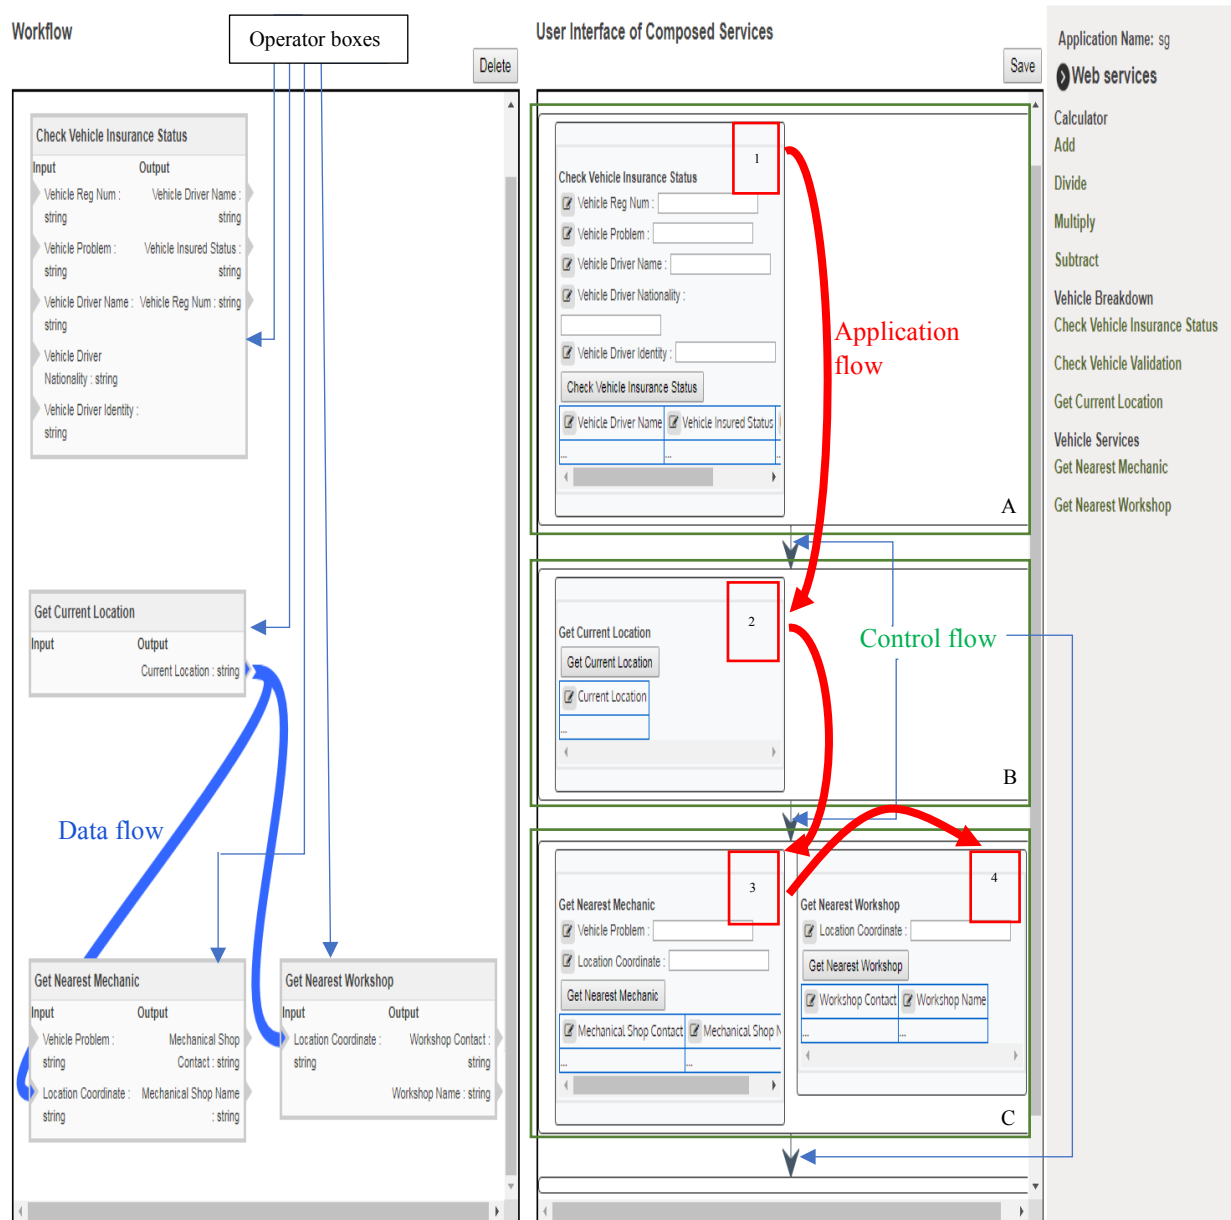 Workflow
Operator boxes
Delete
Check Vehicle Insurance Status
Input
Output
Vehicle Reg Num :
string
Vehicle Driver Name :
string
Vehicle Problem :
string
Vehicle Insured Status :
string
Vehicle Driver Name :
string
Vehicle Reg Num : string
Vehicle Driver
Nationality : string
Vehicle Driver Identity :
string
Get Current Location
Input
Output
Current Location : string
Data flow
Get Nearest Mechanic
Input
Output
Vehicle Problem :
string
Mechanical Shop
Contact : string
Location Coordinate :
string
Mechanical Shop Name
: string
Get Nearest Workshop
Input
Output
Location Coordinate :
string
Workshop Contact :
string
Workshop Name : string
User Interface of Composed Services
Save
1
Check Vehicle Insurance Status
Vehicle Reg Num :
Vehicle Problem :
Vehicle Driver Name :
Vehicle Driver Nationality :
Vehicle Driver Identity :
Check Vehicle Insurance Status
Vehicle Driver Name
Vehicle Insured Status
...
...
..
A
Application
flow
2
Get Current Location
Get Current Location
Current Location
...
B
Control flow
3
Get Nearest Mechanic
Vehicle Problem :
Location Coordinate :
Get Nearest Mechanic
Mechanical Shop Contact
Mechanical Shop N
...
...
4
Get Nearest Workshop
Location Coordinate :
Get Nearest Workshop
Workshop Contact
Workshop Name
...
...
C
Application Name: sg
Web services
Calculator
Add
Divide
Multiply
Subtract
Vehicle Breakdown
Check Vehicle Insurance Status
Check Vehicle Validation
Get Current Location
Vehicle Services
Get Nearest Mechanic
Get Nearest Workshop